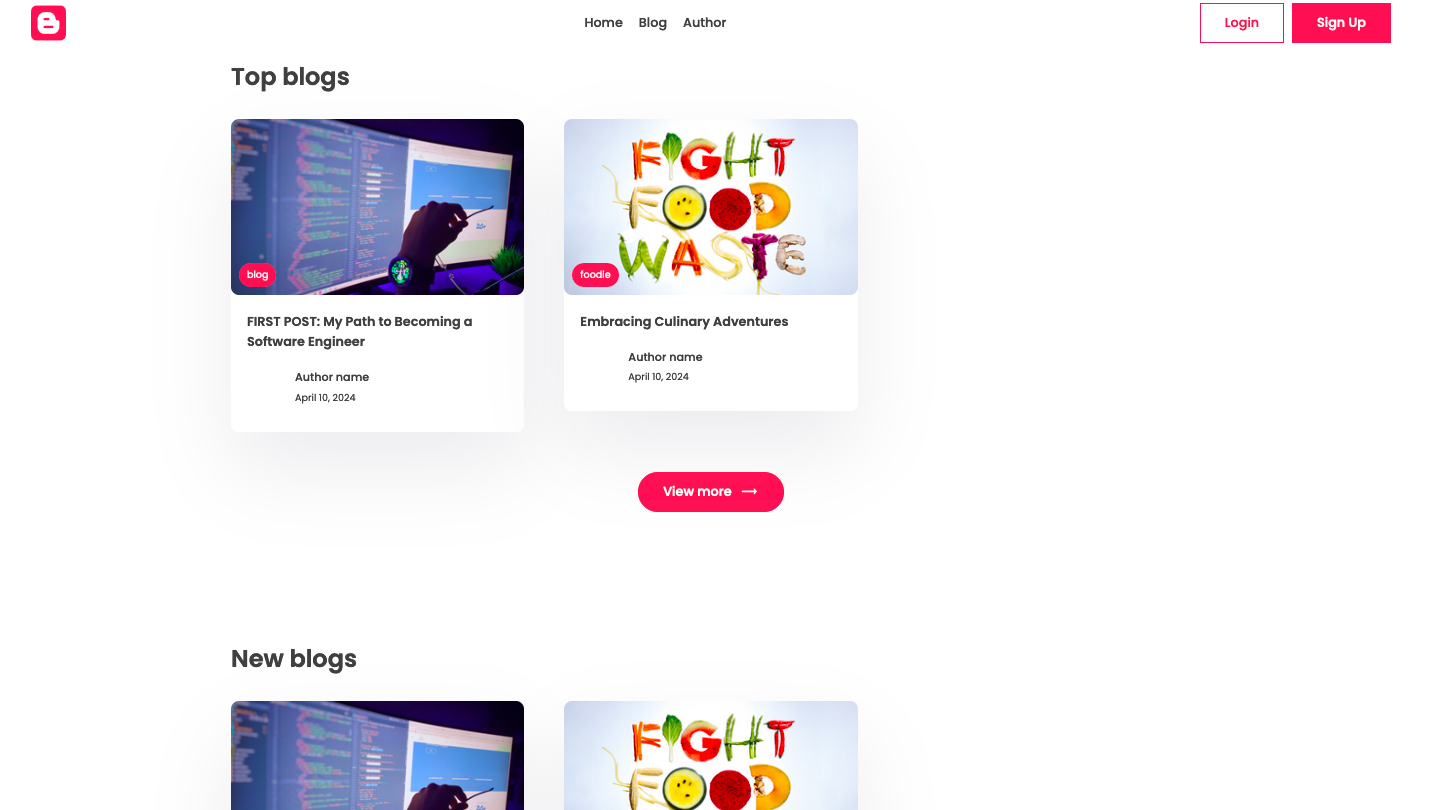 Home Blog Author
Login Sign Up
Top blogs
FIGHT
FOOD
WASTE
blog
foodie
FIRST POST: My Path to Becoming a
Software Engineer
Author name
April 10, 2024
Embracing Culinary Adventures
Author name
April 10, 2024
View more
New blogs
FIGHT
FOOD